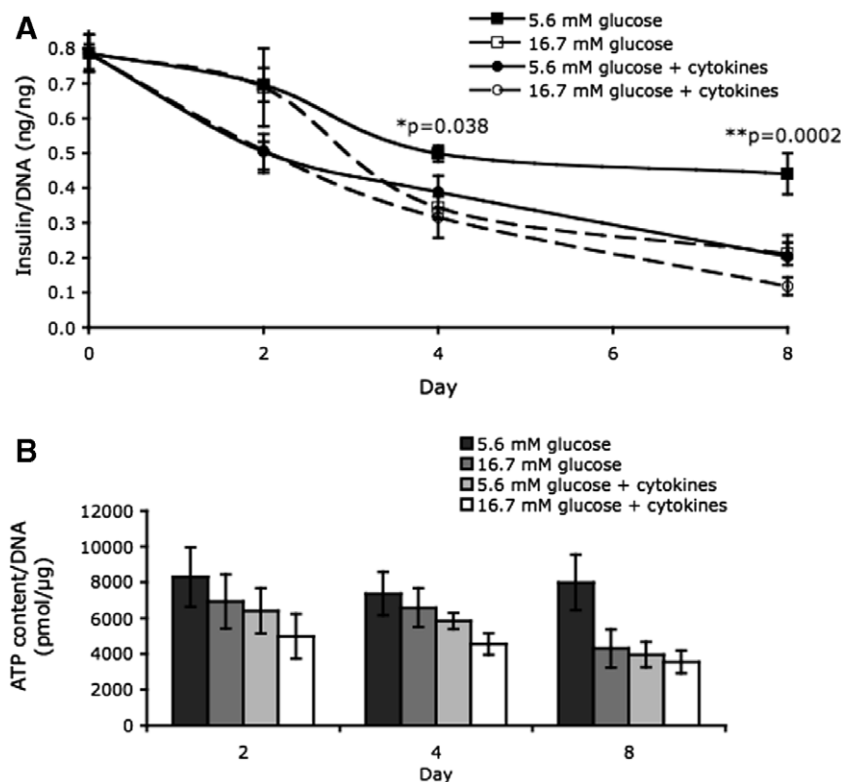 A
5.6 mM glucose
16.7 mM glucose
5.6 mM glucose + cytokines
16.7 mM glucose + cytokines
Insulin/DNA (ng/ng)
0.8
0.7
0.6
0.5
0.4
0.3
0.2
0.1
0.0
*p=0.038
**p=0.0002
0 2 4 6 8
Day
B
5.6 mM glucose
16.7 mM glucose
5.6 mM glucose + cytokines
16.7 mM glucose + cytokines
ATP content/DNA
(pmol/µg)
12000
10000
8000
6000
4000
2000
0
2 4 8
Day